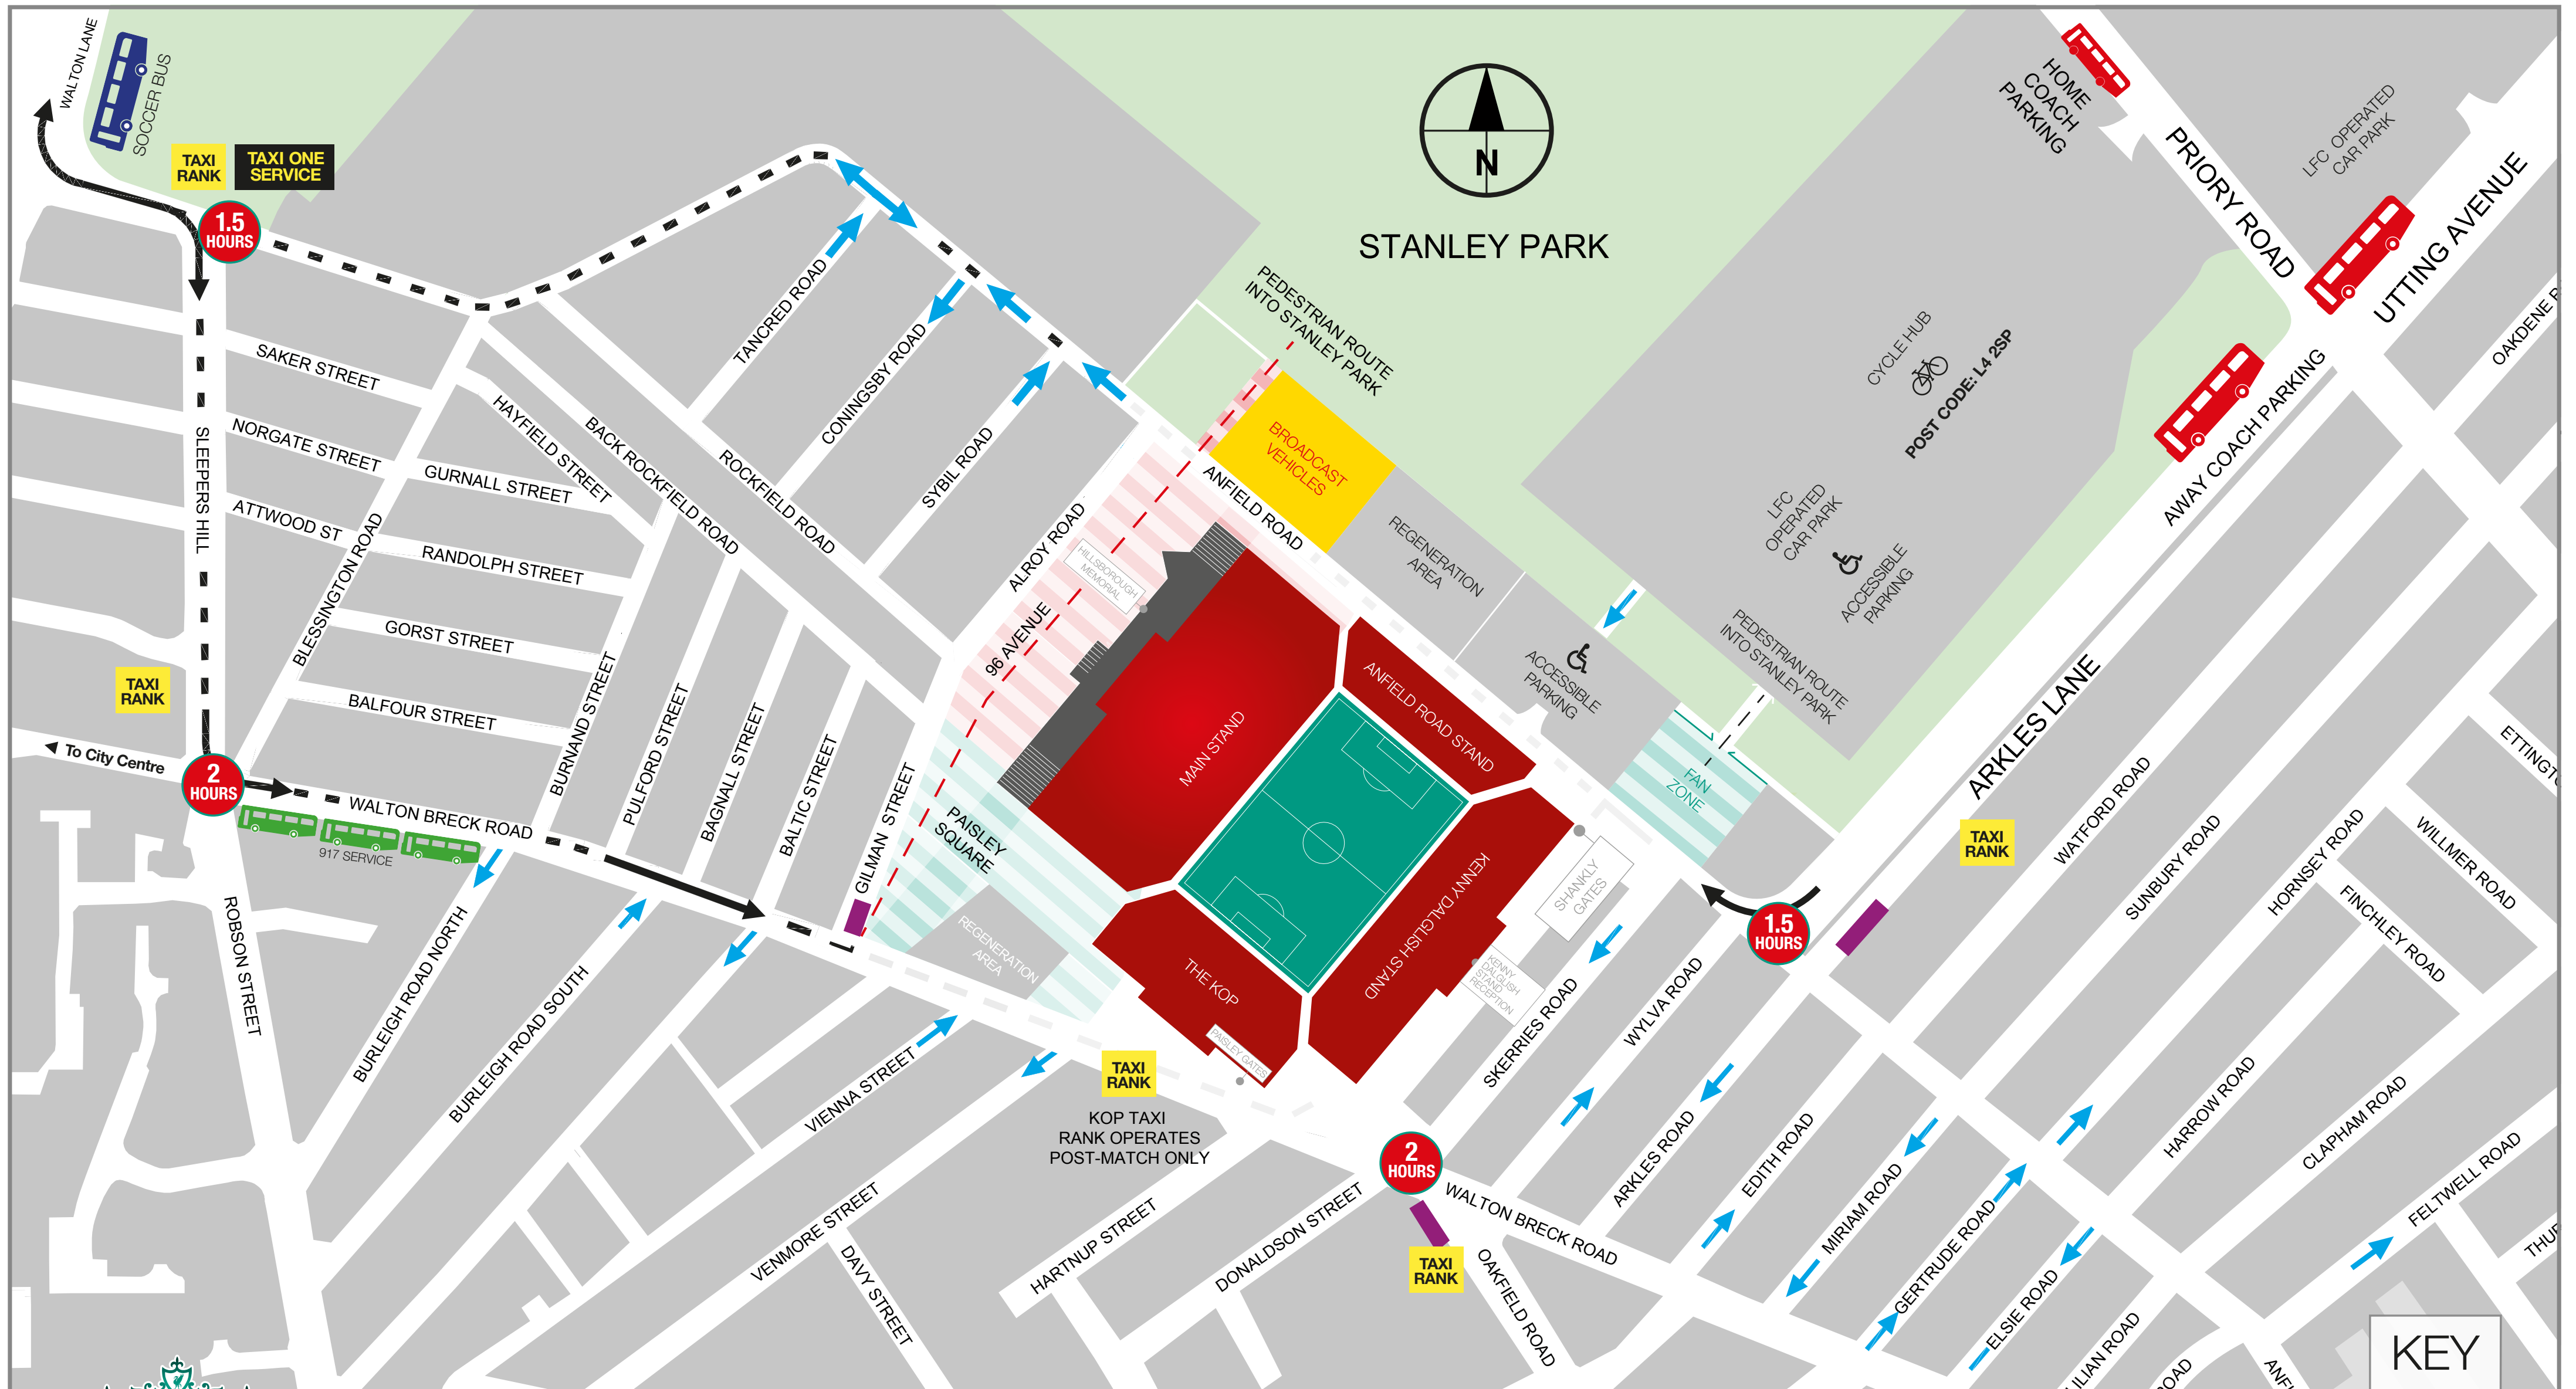 WALTON LANE
SOCCER BUS
TAXI
RANK
TAXI ONE
SERVICE
1.5
HOURS
N
STANLEY PARK
HOME
COACH
PARKING
PRIORY ROAD
LFC OPERATED
CAR PARK
UTTING AVENUE
PEDESTRIAN ROUTE
INTO STANLEY PARK
CYCLE HUB
POST CODE: L4 2SP
AWAY COACH PARKING
TANCRED ROAD
CONINGSBY ROAD
SYBIL ROAD
SAKER STREET
NORGATE STREET
ATTWOOD ST
SLEEPERS HILL
HAYFIELD STREET
GURNALL STREET
BACK ROCKFIELD ROAD
ROCKFIELD ROAD
RANDOLPH STREET
BLESSINGTON ROAD
GORST STREET
BALFOUR STREET
BURNAND STREET
PULFORD STREET
BAGNALL STREET
BALTIC STREET
GILMAN STREET
ALROY ROAD
96 AVENUE
HILLSBOROUGH
MEMORIAL
ANFIELD ROAD
BROADCAST
VEHICLES
REGENERATION
AREA
LFC
OPERATED
CAR PARK
ACCESSIBLE
PARKING
ACCESSIBLE
PARKING
PEDESTRIAN ROUTE
INTO STANLEY PARK
FAN
ZONE
ARKLES LANE
MAIN STAND
ANFIELD ROAD STAND
KENNY DALGLISH STAND
THE KOP
PAISLEY GATES
SHANKLY
GATES
KENNY
DALGLISH
STAND
RECEPTION
PAISLEY
SQUARE
REGENERATION
AREA
TAXI
RANK
To City Centre
2
HOURS
WALTON BRECK ROAD
917 SERVICE
ROBSON STREET
BURLEIGH ROAD NORTH
BURLEIGH ROAD SOUTH
VIENNA STREET
VENMORE STREET
DAVY STREET
HARTNUP STREET
DONALDSON STREET
TAXI
RANK
KOP TAXI
RANK OPERATES
POST-MATCH ONLY
2
HOURS
TAXI
RANK
WALTON BRECK ROAD
OAKFIELD ROAD
SKERRIES ROAD
WYLVA ROAD
ARKLES ROAD
EDITH ROAD
MIRIAM ROAD
GERTRUDE ROAD
ELSIE ROAD
1.5
HOURS
TAXI
RANK
WATFORD ROAD
SUNBURY ROAD
HORNSEY ROAD
WILLMER ROAD
FINCHLEY ROAD
HARROW ROAD
CLAPHAM ROAD
FELTWELL ROAD
ROAD
KEY